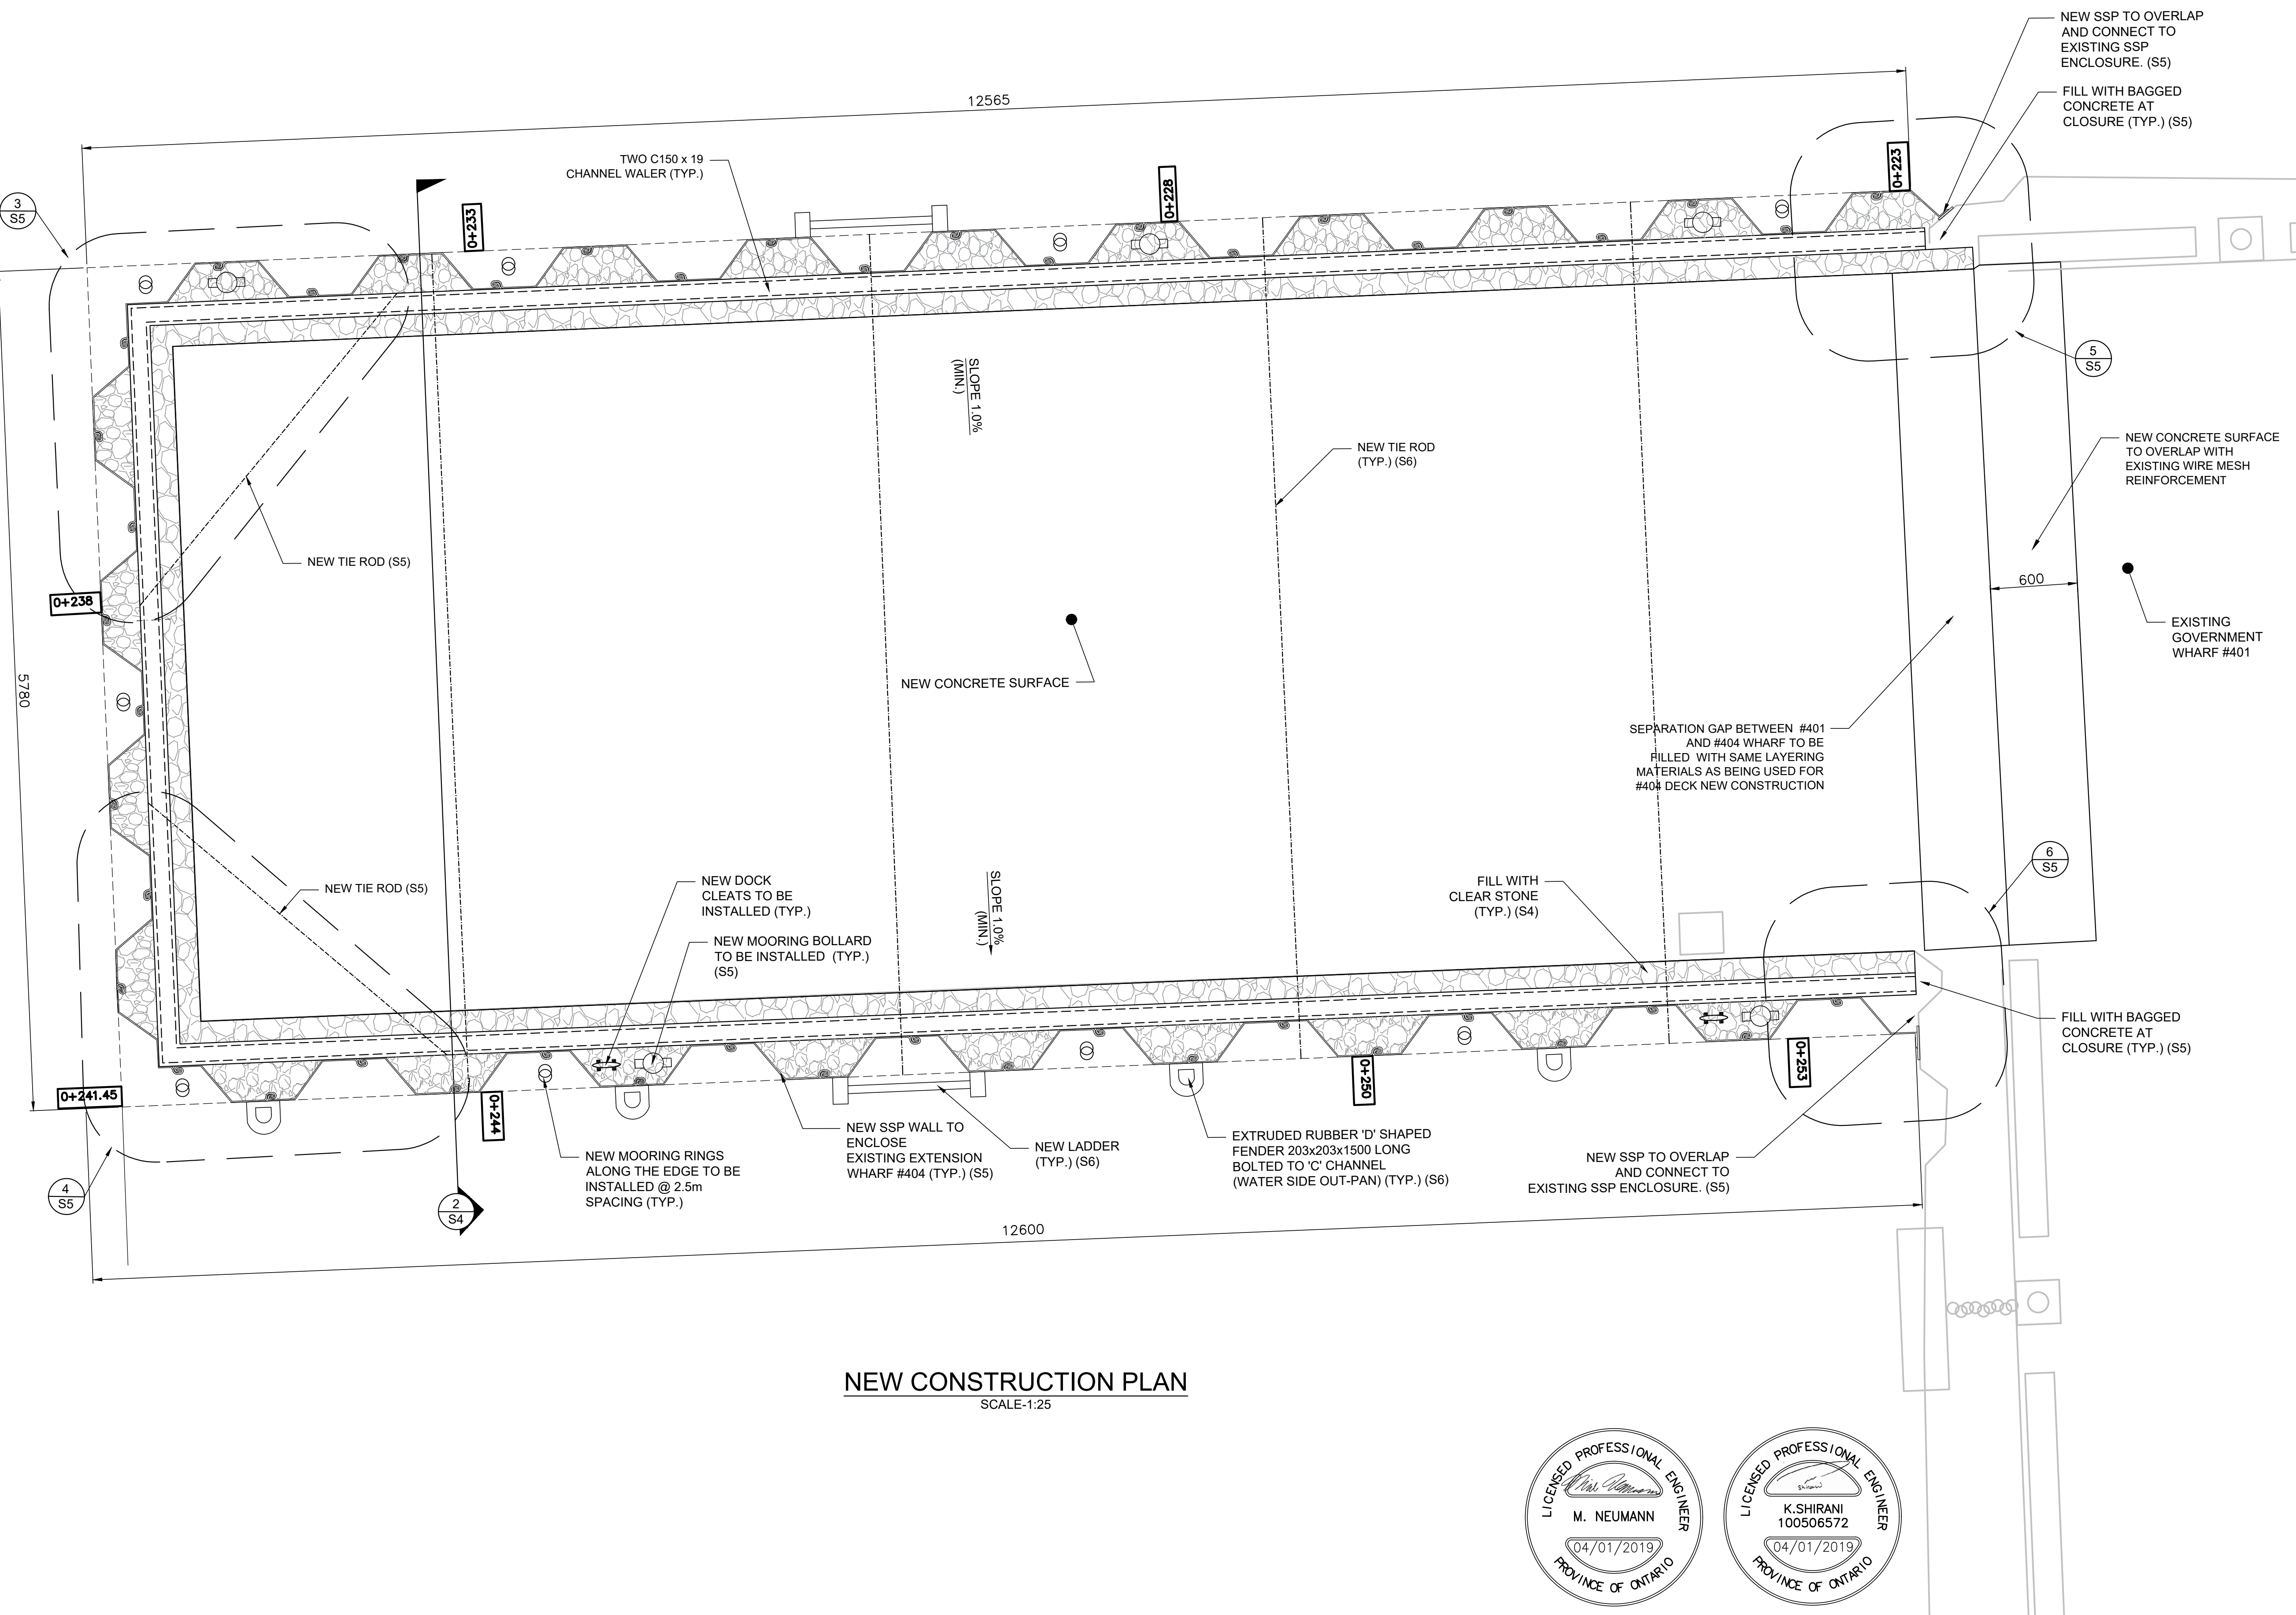 NEW SSP TO OVERLAP
AND CONNECT TO
EXISTING SSP
ENCLOSURE. (S5)
FILL WITH BAGGED
CONCRETE AT
CLOSURE (TYP.) (S5)
12565
TWO C150 x 19
CHANNEL WALER (TYP.)
0+223
0+228
0+233
3
S5
5
S5
SLOPE 1.0%
(MIN.)
NEW TIE ROD
(TYP.) (S6)
NEW CONCRETE SURFACE
TO OVERLAP WITH
EXISTING WIRE MESH
REINFORCEMENT
NEW TIE ROD (S5)
600
0+238
EXISTING
GOVERNMENT
WHARF #401
5780
NEW CONCRETE SURFACE
SEPARATION GAP BETWEEN #401
AND #404 WHARF TO BE
FILLED WITH SAME LAYERING
MATERIALS AS BEING USED FOR
#404 DECK NEW CONSTRUCTION
6
S5
NEW TIE ROD (S5)
NEW DOCK
CLEATS TO BE
INSTALLED (TYP.)
NEW MOORING BOLLARD
TO BE INSTALLED (TYP.)
(S5)
SLOPE 1.0%
(MIN.)
FILL WITH
CLEAR STONE
(TYP.) (S4)
FILL WITH BAGGED
CONCRETE AT
CLOSURE (TYP.) (S5)
0+241.45
0+244
0+250
0+253
4
S5
2
S4
NEW MOORING RINGS
ALONG THE EDGE TO BE
INSTALLED @ 2.5m
SPACING (TYP.)
NEW SSP WALL TO
ENCLOSE
EXISTING EXTENSION
WHARF #404 (TYP.) (S5)
NEW LADDER
(TYP.) (S6)
EXTRUDED RUBBER 'D' SHAPED
FENDER 203x203x1500 LONG
BOLTED TO 'C' CHANNEL
(WATER SIDE OUT-PAN) (TYP.) (S6)
NEW SSP TO OVERLAP
AND CONNECT TO
EXISTING SSP ENCLOSURE. (S5)
12600
NEW CONSTRUCTION PLAN
SCALE-1:25
LICENSED PROFESSIONAL ENGINEER
M. NEUMANN
04/01/2019
PROVINCE OF ONTARIO
LICENSED PROFESSIONAL ENGINEER
Shirani
K.SHIRANI
100506572
04/01/2019
PROVINCE OF ONTARIO